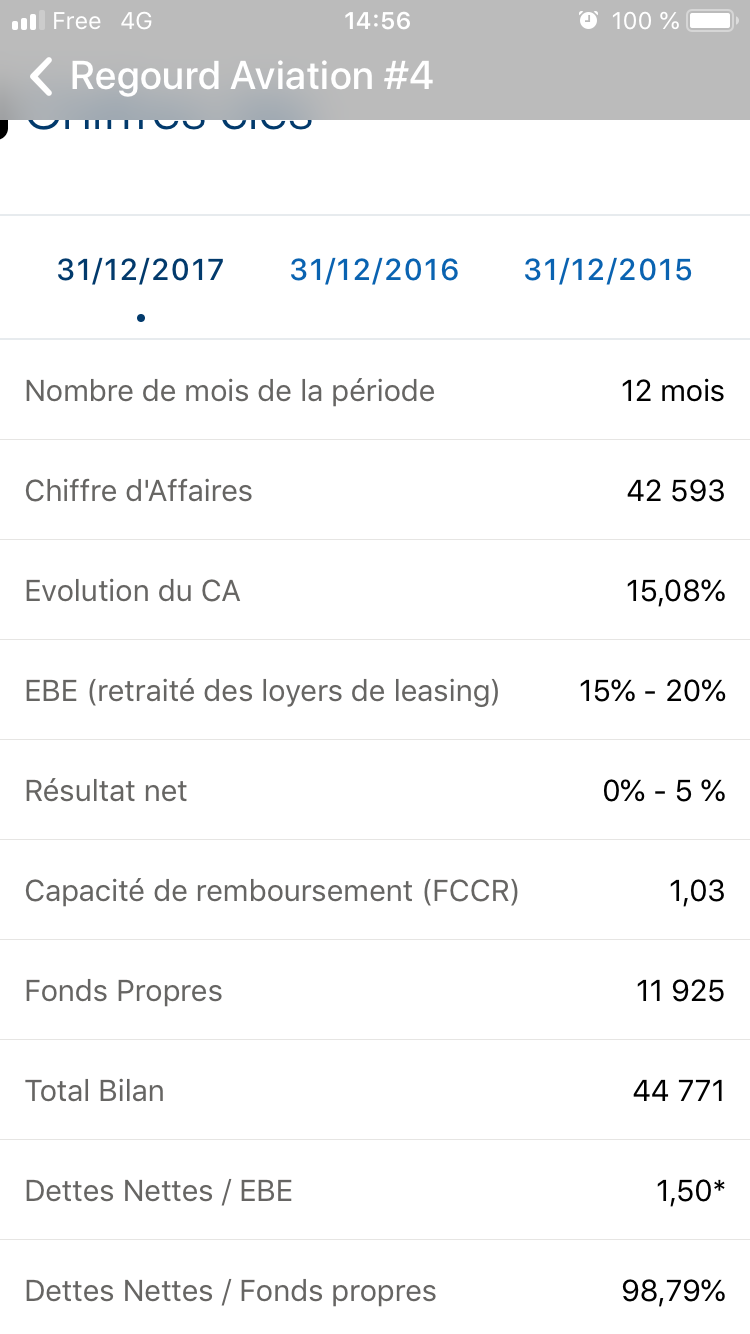 Free 4G 14:56 100 %
Regourd Aviation #4
Chiffres clés
31/12/2017 31/12/2016 31/12/2015
Nombre de mois de la période 12 mois
Chiffre d'Affaires 42 593
Evolution du CA 15,08%
EBE (retraité des loyers de leasing) 15% - 20%
Résultat net 0% - 5 %
Capacité de remboursement (FCCR) 1,03
Fonds Propres 11 925
Total Bilan 44 771
Dettes Nettes / EBE 1,50*
Dettes Nettes / Fonds propres 98,79%